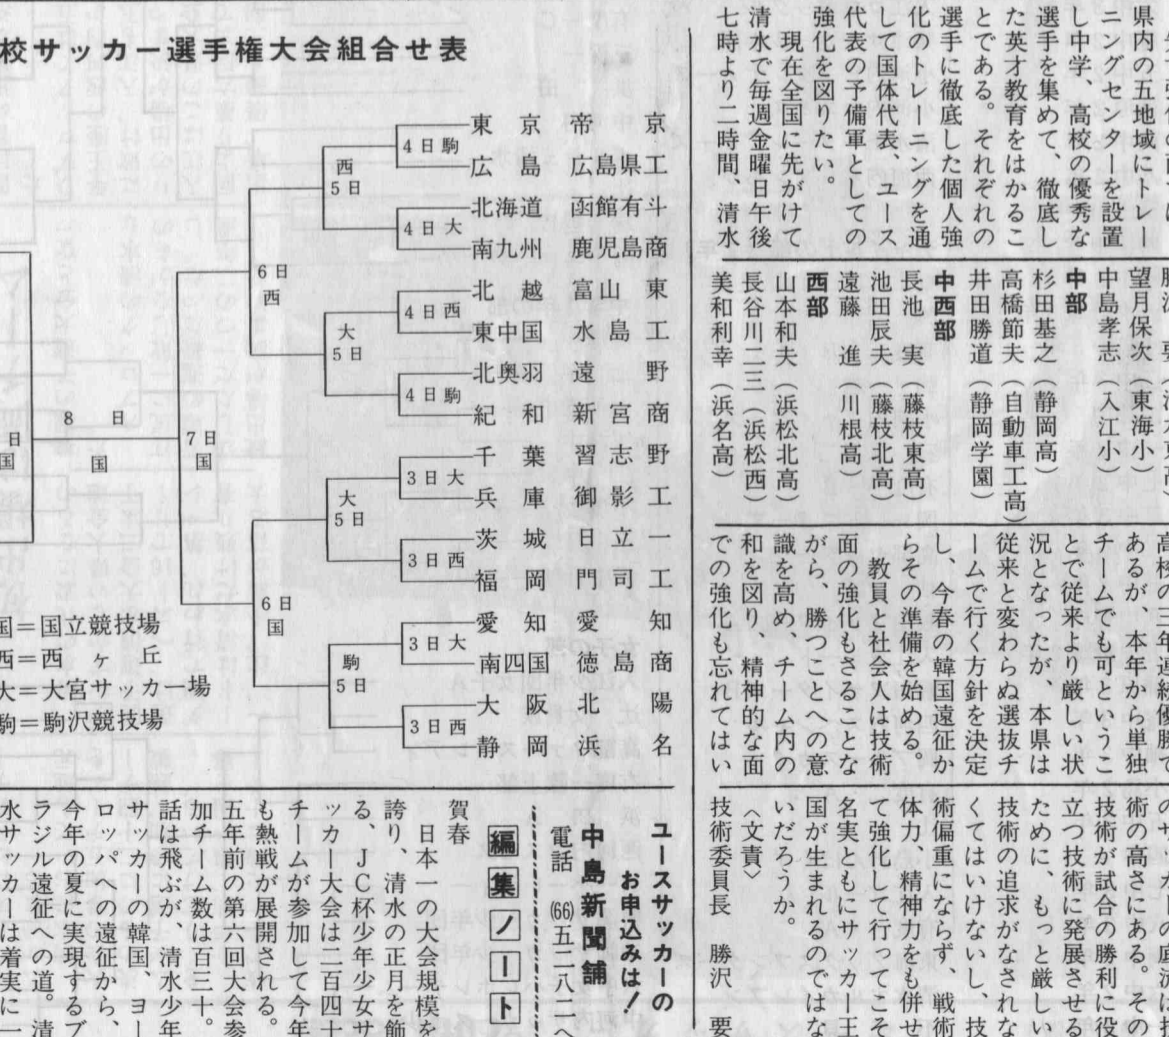 県内の五地域にトレー
ニングセンターを設置
し中学、高校の優秀な
選手を集めて、徹底し
た英才教育をはかるこ
とである。それぞれの
選手に徹底した個人強
化のトレーニングを通
して国体代表、ユース
代表の予備軍としての
強化を図りたい。
現在全国に先がけて
清水で毎週金曜日午後
七時より二時間、清水
望月保次(東海小)
中島孝志(入江小)
中部
杉田基之(静岡高)
高橋節夫(自動車工高)
井田勝道(静岡学園)
中西部
長池 実(藤枝東高)
池田辰夫(藤枝北高)
遠藤 進(川根高)
西部
山本和夫(浜松北高)
長谷川二三(浜松西)
美和利幸(浜名高)
高校の三年連続優勝で
あるが、本年から単独
チームでも可というこ
とで従来より厳しい状
況となったが、本県は
従来と変わらぬ選抜チ
ームで行く方針を決定
し、今春の韓国遠征か
らその準備を始める。
教員と社会人は技術
面の強化もさることな
がら、勝つことへの意
識を高め、チーム内の
和を図り、精神的な面
での強化も忘れてはい
のサッカーの底流は技
術の高さにある。その
技術が試合の勝利に役
立つ技術に発展させる
ために、もっと厳しい
技術の追求がなされな
くてはいけないし、技
術偏重にならず、戦術
体力、精神力をも併せ
て強化して行ってこそ
名実ともにサッカー王
国が生まれるのではな
いだろうか。
〈文責〉
技術委員長 勝沢 要
校サッカー選手権大会組合せ表
東京 帝京
4日駒
広島 広島県工
西
5日
北海道 函館有斗
4日大
南九州 鹿児島商
6日
西
北越 富山東
4日西
東中国 水島工
大
5日
北奥羽 遠野
4日駒
紀和 新宮商
8日
国
7日
国
日
国
千葉 習志野
3日大
兵庫 御影工
大
5日
茨城 日立一
3日西
福岡 門司工
6日
国
愛知 愛知
3日大
南四国 徳島商
駒
5日
大阪 北陽
3日西
静岡 浜名
国=国立競技場
西=西ヶ丘
大=大宮サッカー場
駒=駒沢競技場
ユースサッカーの
お申込みは!
中島新聞舗
電話 (66)五二八一へ
編集ノート
賀春
日本一の大会規模を
誇り、清水の正月を飾
る、JC杯少年少女サ
ッカー大会は二百四十
チームが参加して今年
も熱戦が展開される。
五年前の第六回大会参
加チーム数は百三十。
話は飛ぶが、清水少年
サッカーの韓国、ヨー
ロッパへの遠征から、
今年の夏に実現するブ
ラジル遠征への道。清
水サッカーは着実に一